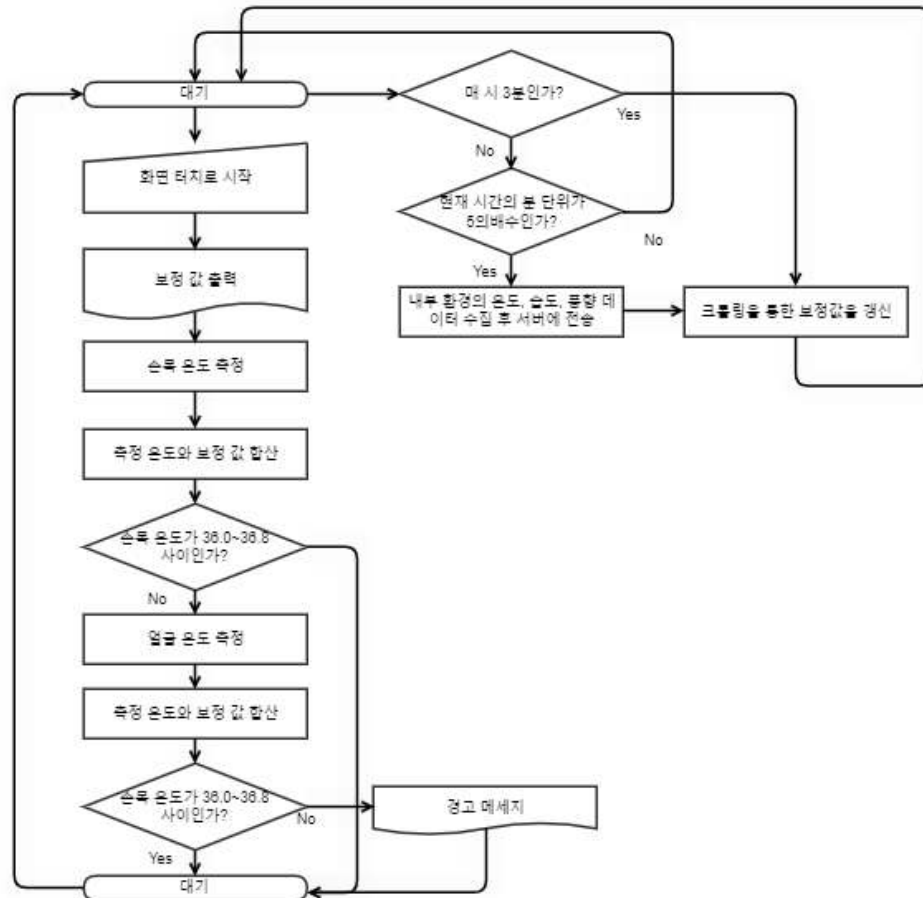 대기
매 시 3분인가?
Yes
No
화면 터치로 시작
현재 시간의 분 단위가
5의배수인가?
No
Yes
보정 값 출력
내부 환경의 온도, 습도, 풍향 데
이터 수집 후 서버에 전송
크롤링을 통한 보정값을 갱신
손목 온도 측정
측정 온도와 보정 값 합산
손목 온도가 36.0~36.8
사이인가?
No
얼굴 온도 측정
측정 온도와 보정 값 합산
손목 온도가 36.0~36.8
사이인가?
No
경고 메세지
Yes
대기